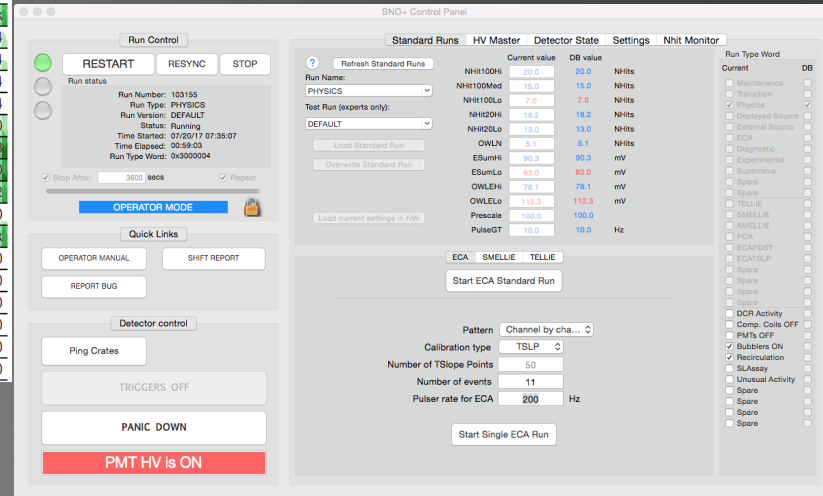 SNO+ Control Panel
Run Control
RESTART RESYNC STOP
Run status
Run Number: 103155
Run Type: PHYSICS
Run Version: DEFAULT
Status: Running
Time Started: 07/20/17 07:35:07
Time Elapsed: 00:59:03
Run Type Word: 0x3000004
Stop After: 3600 secs Repeat
OPERATOR MODE
Quick Links
OPERATOR MANUAL SHIFT REPORT
REPORT BUG
Detector control
Ping Crates
TRIGGERS OFF
PANIC DOWN
PMT HV is ON
Standard Runs HV Master Detector State Settings Nhit Monitor
? Refresh Standard Runs
Run Name:
PHYSICS
Test Run (experts only):
DEFAULT
Load Standard Run
Overwrite Standard Run
Load current settings in HW
Current value DB value
NHit100Hi 20.0 20.0 NHits
NHit100Med 15.0 15.0 NHits
NHit100Lo 7.0 7.0 NHits
NHit20Hi 18.2 18.2 NHits
NHit20Lo 13.0 13.0 NHits
OWLN 5.1 5.1 NHits
ESumHi 90.3 90.3 mV
ESumLo 83.0 83.0 mV
OWLEHi 78.1 78.1 mV
OWLELo 112.3 112.3 mV
Prescale 100.0 100.0
PulseGT 10.0 10.0 Hz
ECA SMELLIE TELLIE
Start ECA Standard Run
Pattern Channel by cha...
Calibration type TSLP
Number of TSlope Points 50
Number of events 11
Pulser rate for ECA 200 Hz
Start Single ECA Run
Run Type Word
Current DB
Maintenance
Transition
Physics
Deployed Source
External Source
ECA
Diagnostic
Experimental
Supernova
Spare
Spare
TELLIE
SMELLIE
AMELLIE
PCA
ECAPDST
ECATSLP
Spare
Spare
Spare
Spare
DCR Activity
Comp. Coils OFF
PMTs OFF
Bubblers ON
Recirculation
SLAssay
Unusual Activity
Spare
Spare
Spare
Spare